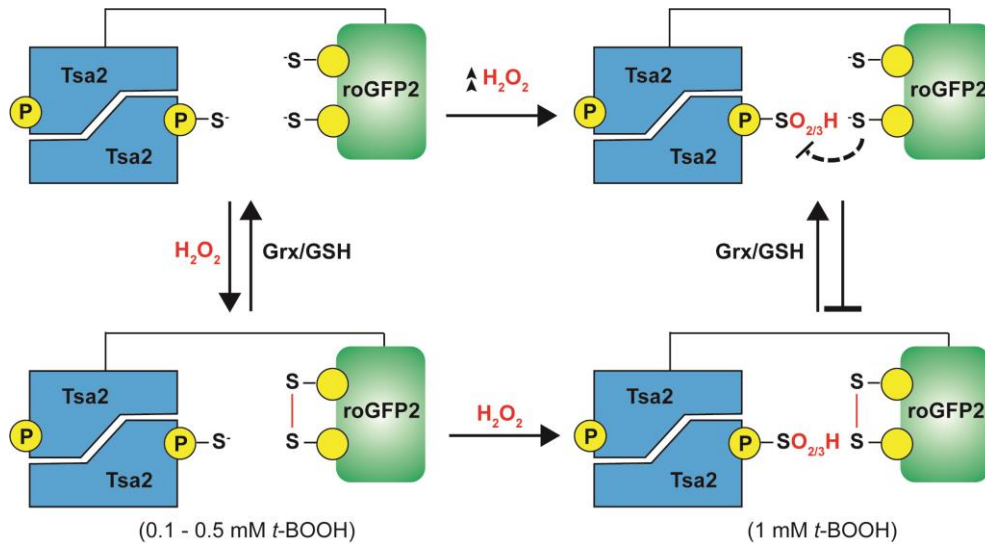 Tsa2
P
P
S⁻
Tsa2
⁻S
⁻S
roGFP2
H₂O₂
Tsa2
P
P
SO₂/₃H
Tsa2
⁻S
⁻S
roGFP2
H₂O₂
Grx/GSH
Grx/GSH
Tsa2
P
P
S⁻
Tsa2
S
S
roGFP2
H₂O₂
Tsa2
P
P
SO₂/₃H
Tsa2
S
S
roGFP2
(0.1 - 0.5 mM t-BOOH)
(1 mM t-BOOH)